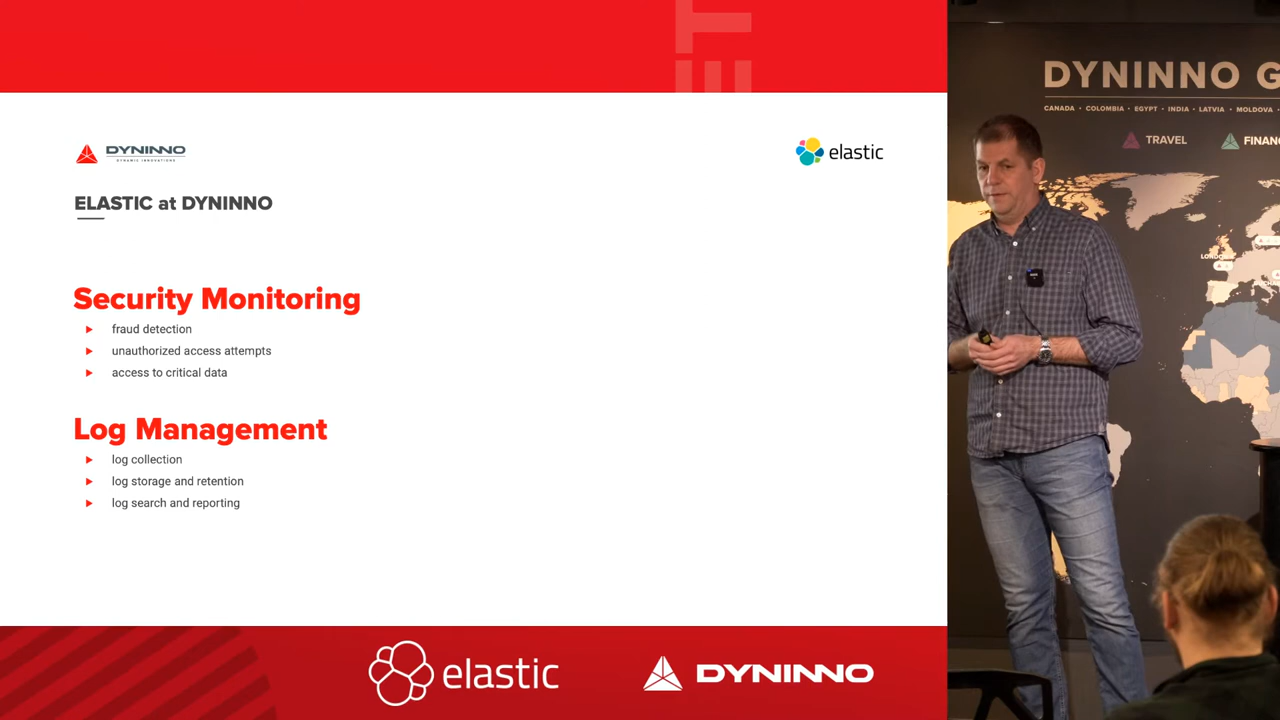 ET
DYNINNO
DYNAMIC INNOVATIONS
elastic
ELASTIC at DYNINNO
Security Monitoring
fraud detection
unauthorized access attempts
access to critical data
Log Management
log collection
log storage and retention
log search and reporting
elastic
DYNINNO
DYNINNO G
CANADA • COLOMBIA • EGYPT • INDIA • LATVIA • MOLDOVA •
TRAVEL
FINANC